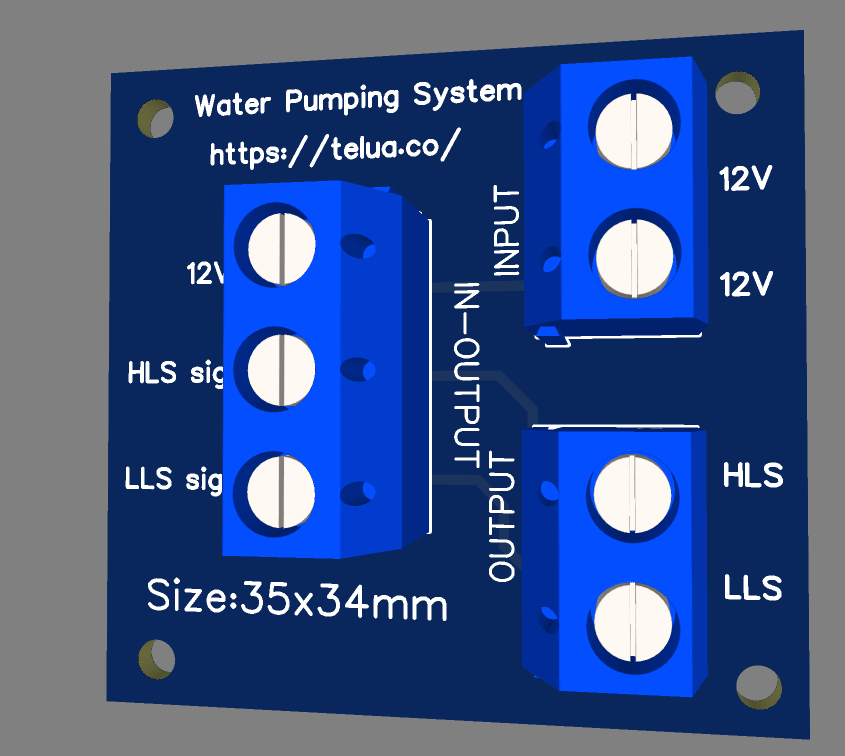 Water Pumping System
https://telua.co/
12V
HLS sig
LLS sig
IN-OUTPUT
INPUT
12V
12V
OUTPUT
HLS
LLS
Size:35x34mm